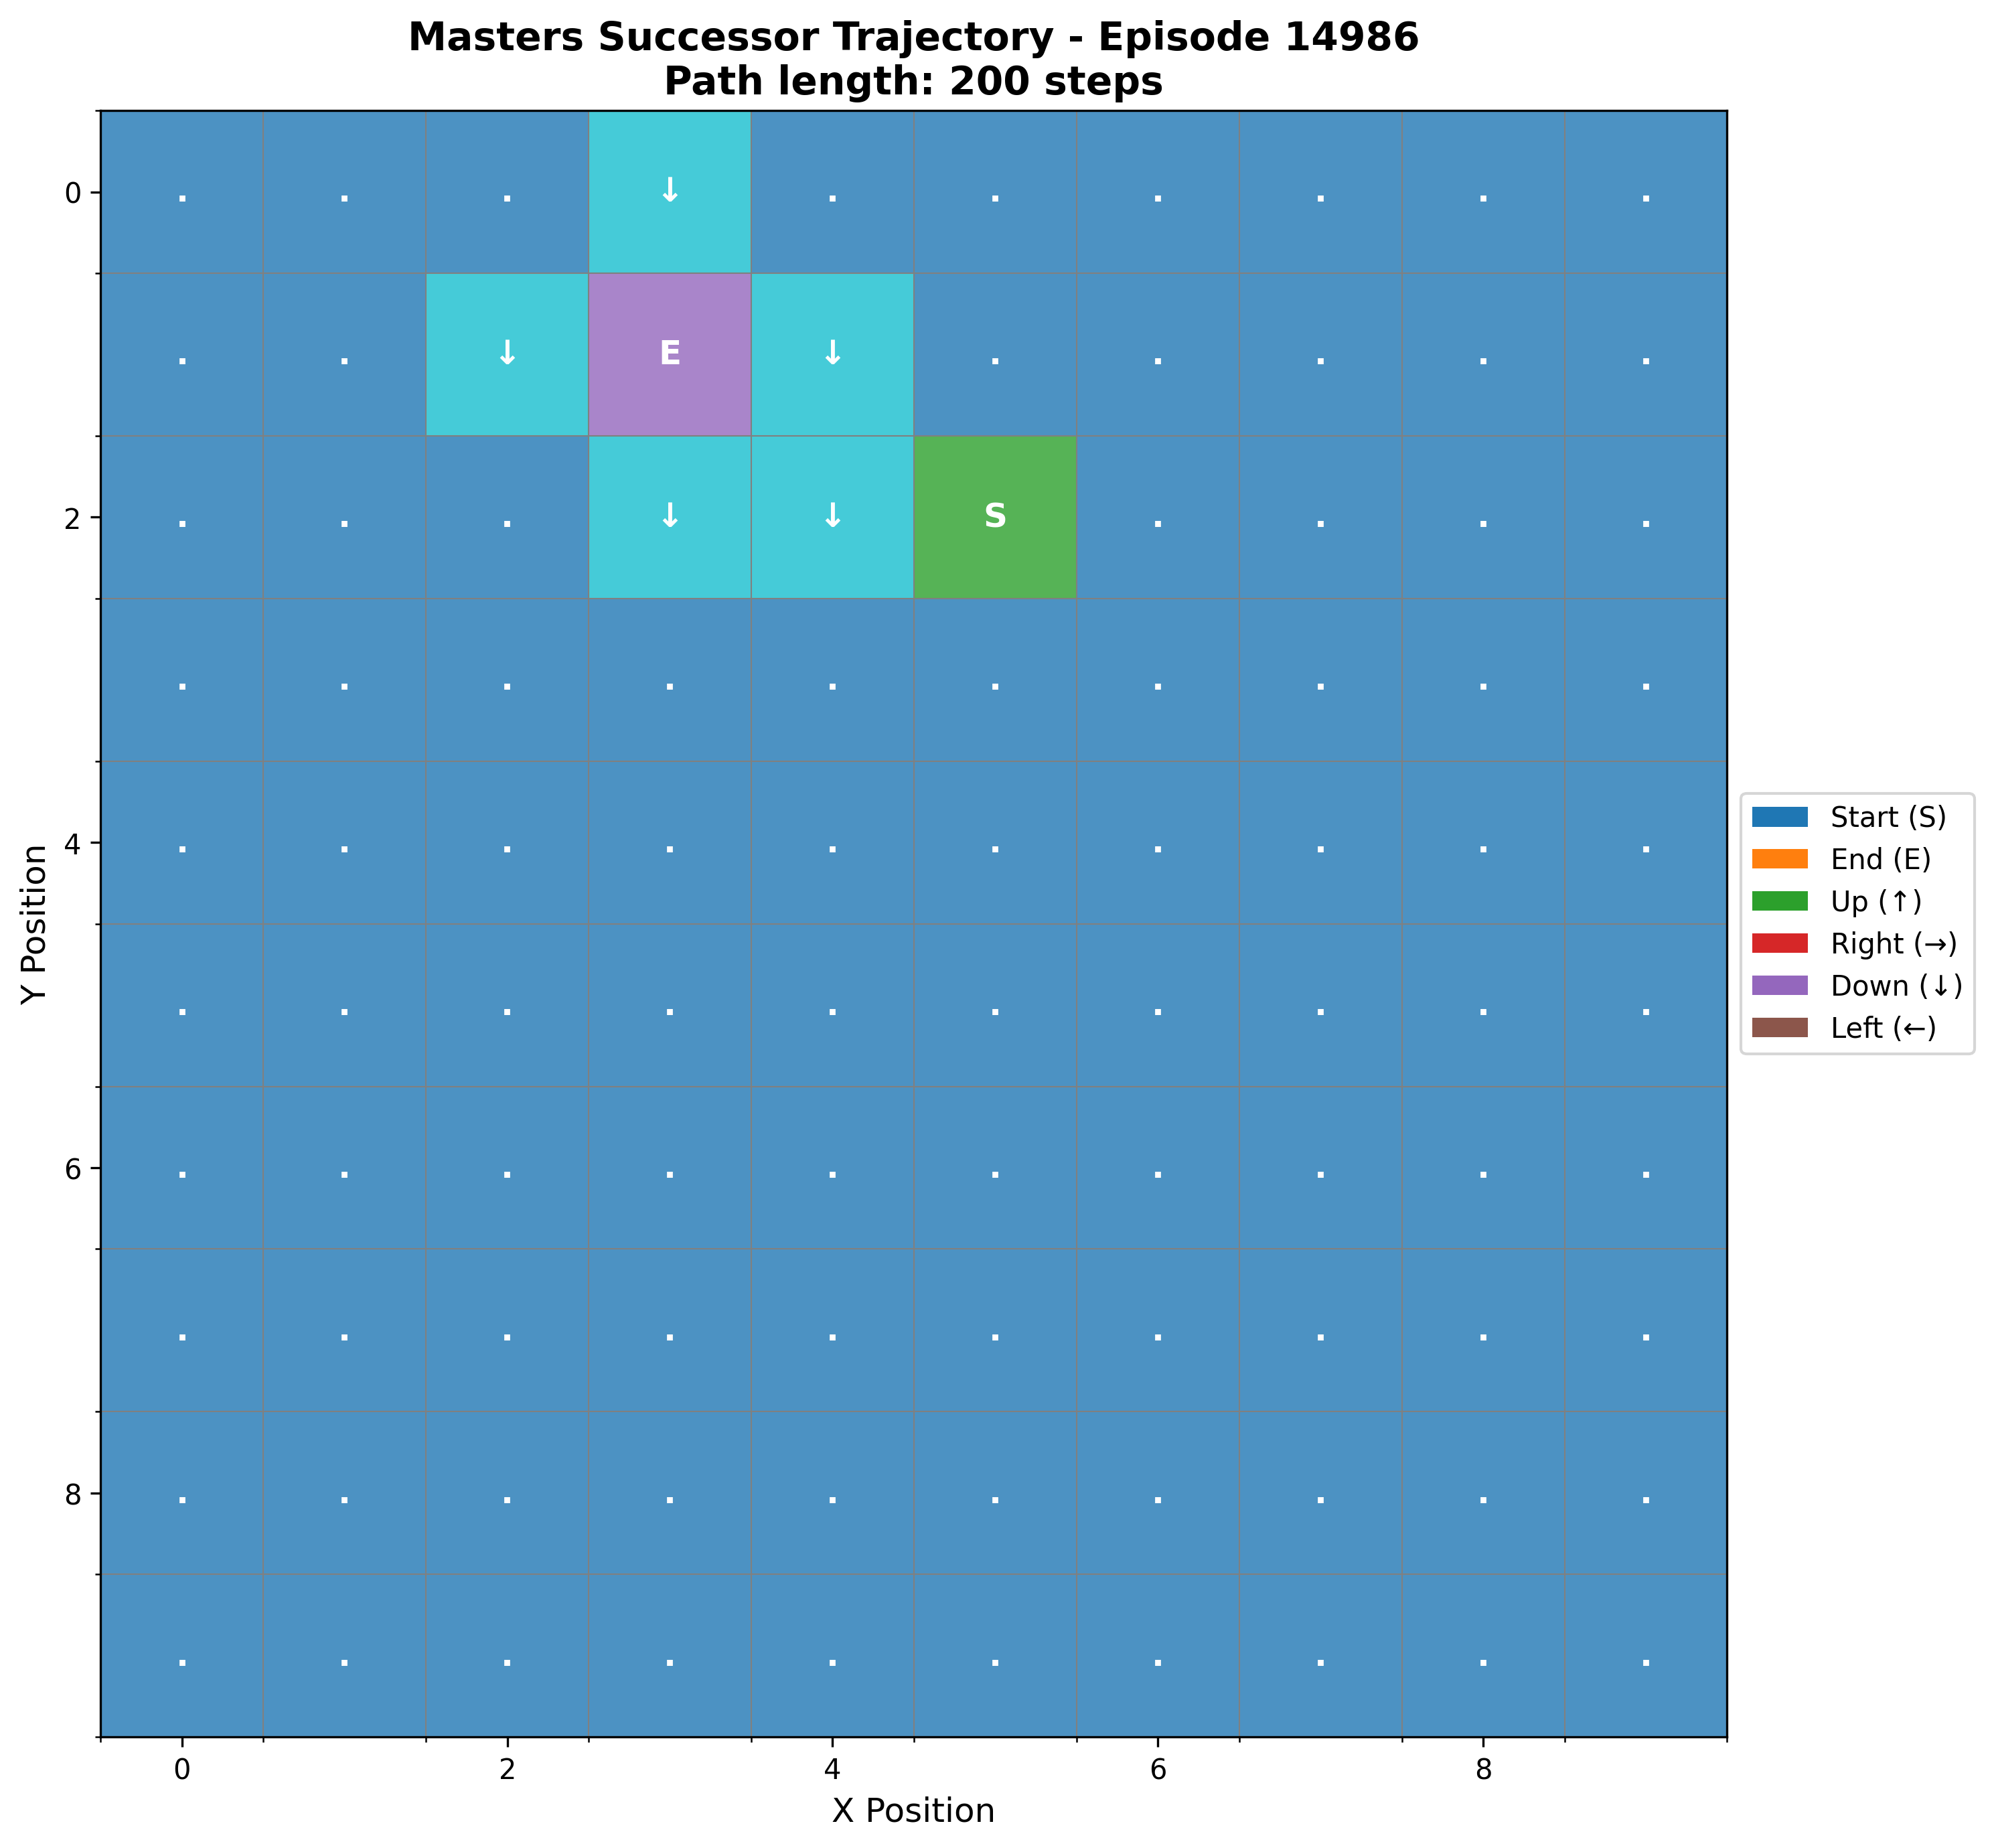 Masters Successor Trajectory - Episode 14986
Path length: 200 steps
0
↓
↓ E ↓
2
↓ ↓ S
4
6
8
Y Position
0 2 4 6 8
X Position
Start (S)
End (E)
Up (↑)
Right (→)
Down (↓)
Left (←)